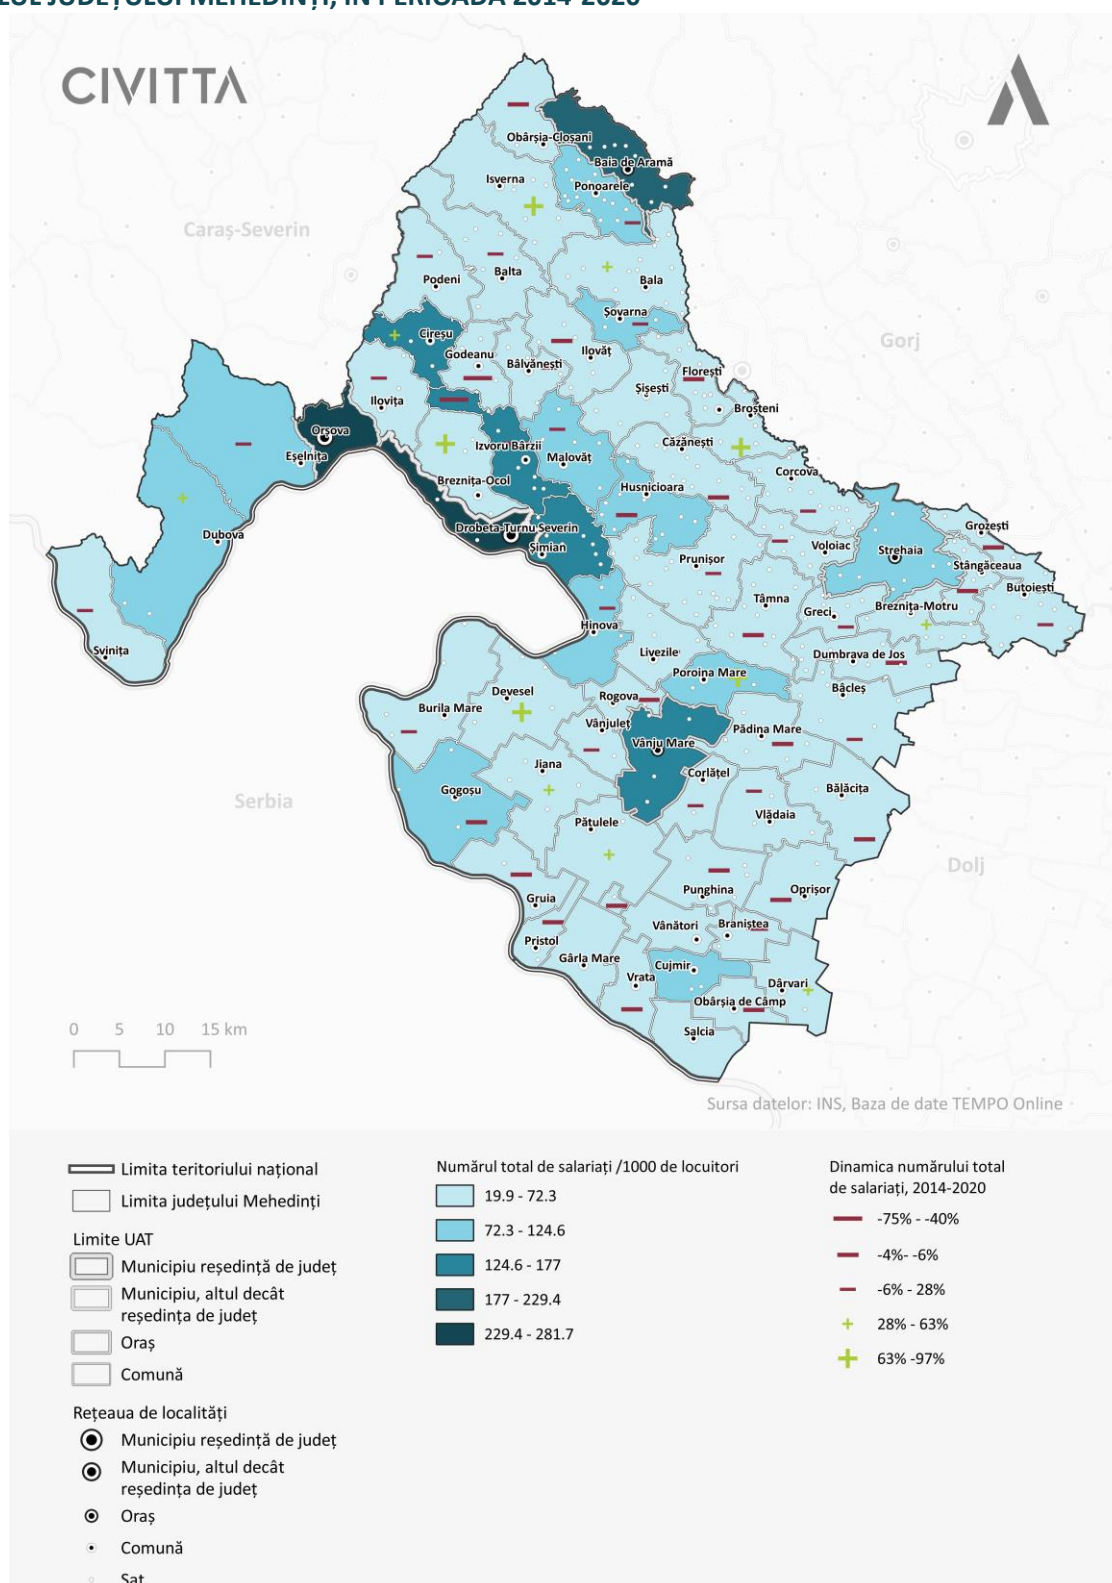 LUL JUDEȚULUI MEHEDINȚI, ÎN PERIOADA 2014-2020
CIVITTA
Obârșia-Cloșani
Baia de Aramă
Isverna
Ponoarele
Caraș-Severin
Podeni
Balta
Bala
Șovarna
Cireșu
Gorj
Godeanu
Bâlvănești
Ilovăț
Florești
Șișești
Ilovița
Broșteni
Orșova
Izvoru Bârzii
Căzănești
Eșelnița
Malovăț
Corcova
Breznița-Ocol
Husnicioara
Drobeta-Turnu Severin
Grozești
Dubova
Șimian
Voloiac
Strehaia
Prunișor
Stângăceaua
Butoiești
Tâmna
Greci
Breznița-Motru
Hinova
Svinița
Livezile
Dumbrava de Jos
Poroina Mare
Devesel
Rogova
Bâcleș
Burila Mare
Vânjuleț
Pădina Mare
Vânju Mare
Jiana
Corlățel
Gogoșu
Bălăcița
Serbia
Vlădaia
Pătulele
Dolj
Punghina
Oprișor
Gruia
Vânători
Braniștea
Pristol
Gârla Mare
Cujmir
Vrata
Dârvari
Obârșia de Câmp
Salcia
0 5 10 15 km
Sursa datelor: INS, Baza de date TEMPO Online
Limita teritoriului național
Limita județului Mehedinți
Limite UAT
Municipiu reședință de județ
Municipiu, altul decât
reședința de județ
Oraș
Comună
Rețeaua de localități
Municipiu reședință de județ
Municipiu, altul decât
reședința de județ
Oraș
Comună
Sat
Numărul total de salariați /1000 de locuitori
19.9 - 72.3
72.3 - 124.6
124.6 - 177
177 - 229.4
229.4 - 281.7
Dinamica numărului total
de salariați, 2014-2020
-75% - -40%
-4%- -6%
-6% - 28%
28% - 63%
63% -97%